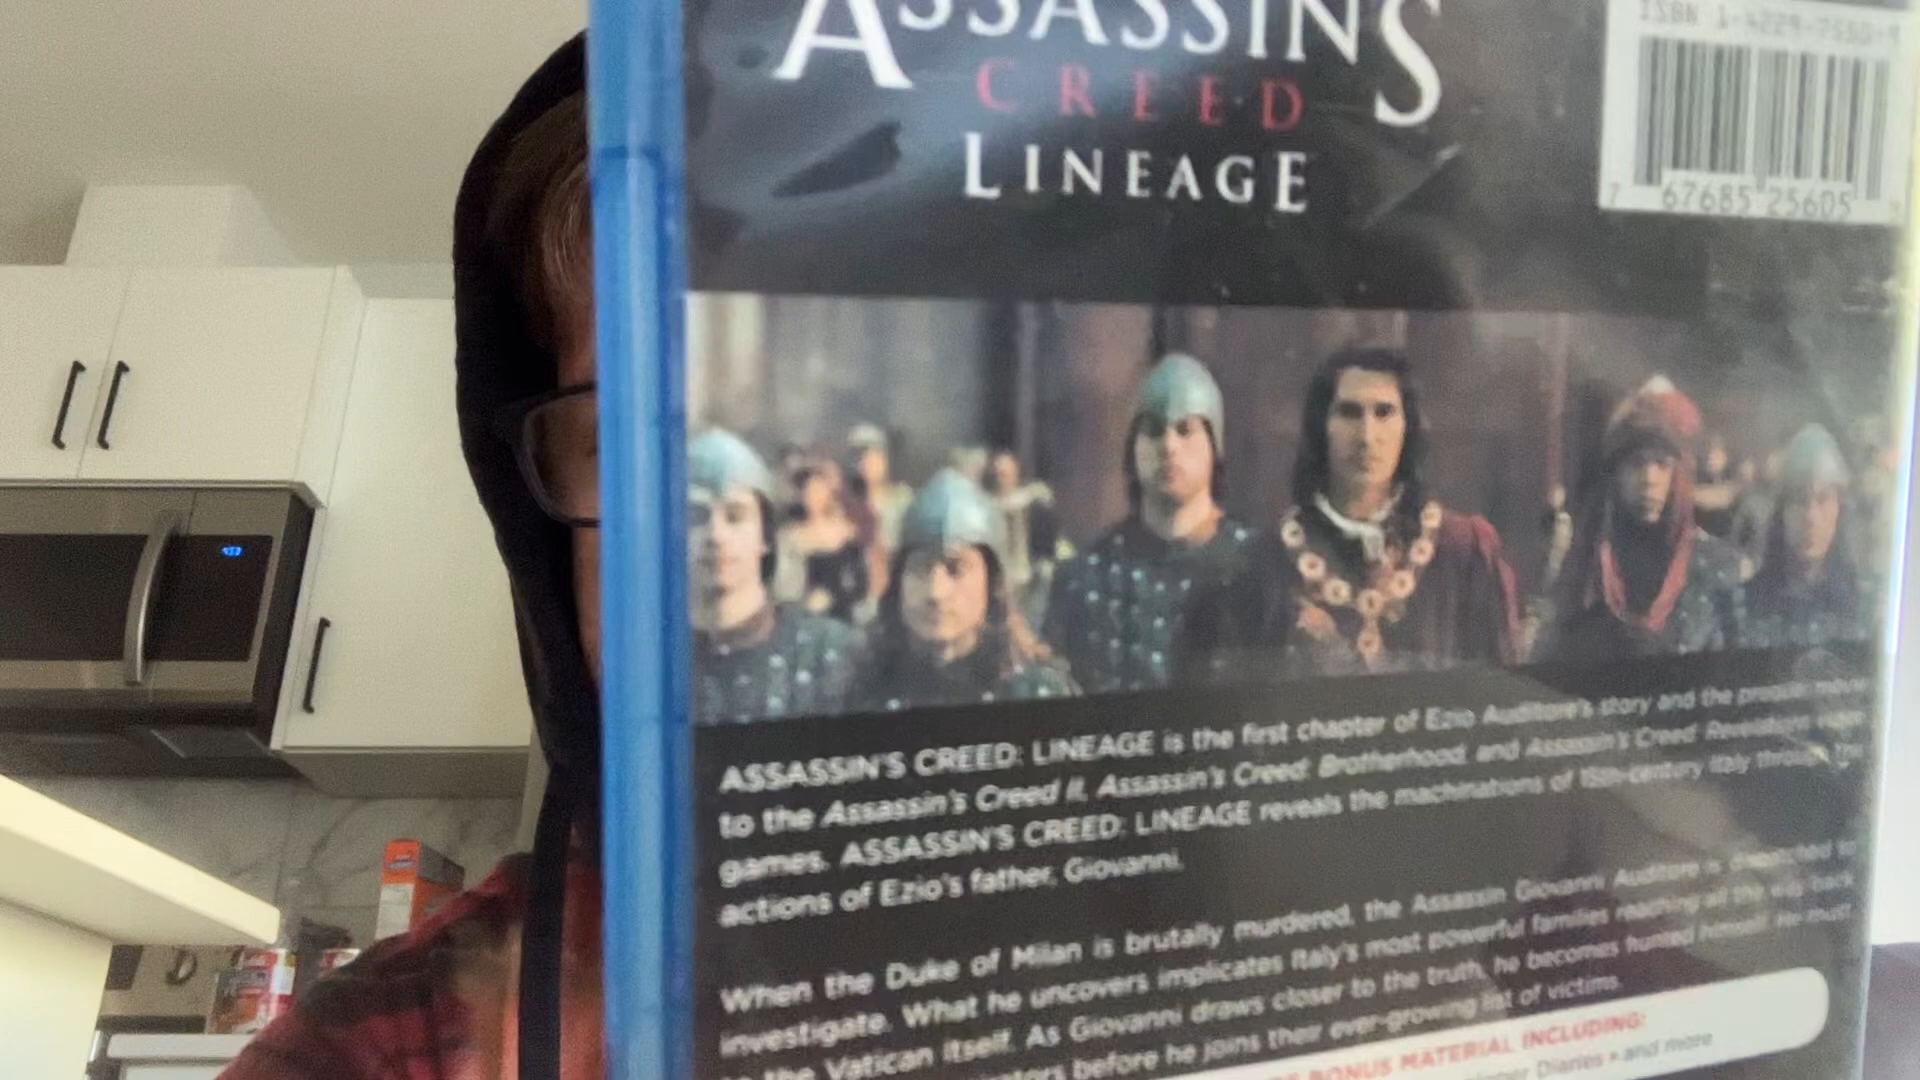 ASSASSIN'S
CREED
LINEAGE
ISBN 1-4229-7550-9
7 67685 25605
ASSASSIN'S CREED: LINEAGE is the first chapter of Ezio Auditore's story and the prequel movie
to the Assassin's Creed II, Assassin's Creed: Brotherhood, and Assassin's Creed: Revelations video
games. ASSASSIN'S CREED: LINEAGE reveals the machinations of 15th-century Italy through the
actions of Ezio's father, Giovanni.
When the Duke of Milan is brutally murdered, the Assassin Giovanni Auditore is dispatched to
investigate. What he uncovers implicates Italy's most powerful families reaching all the way back
to the Vatican itself. As Giovanni draws closer to the truth, he becomes hunted himself. He must
before he joins their ever-growing list of victims.
BONUS MATERIAL INCLUDING:
Diaries • and more